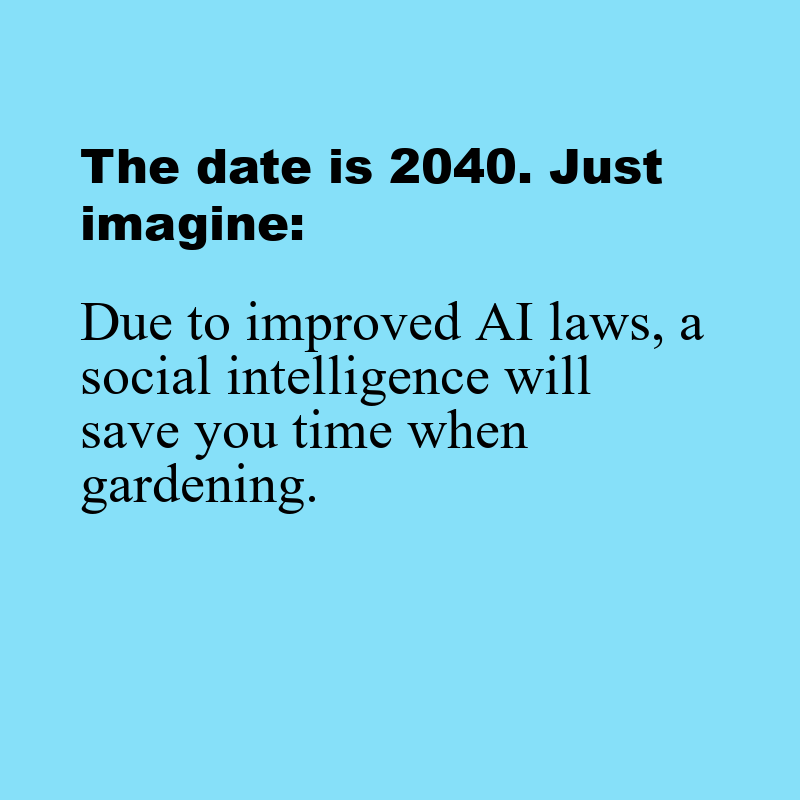 The date is 2040. Just
imagine:
Due to improved AI laws, a
social intelligence will
save you time when
gardening.